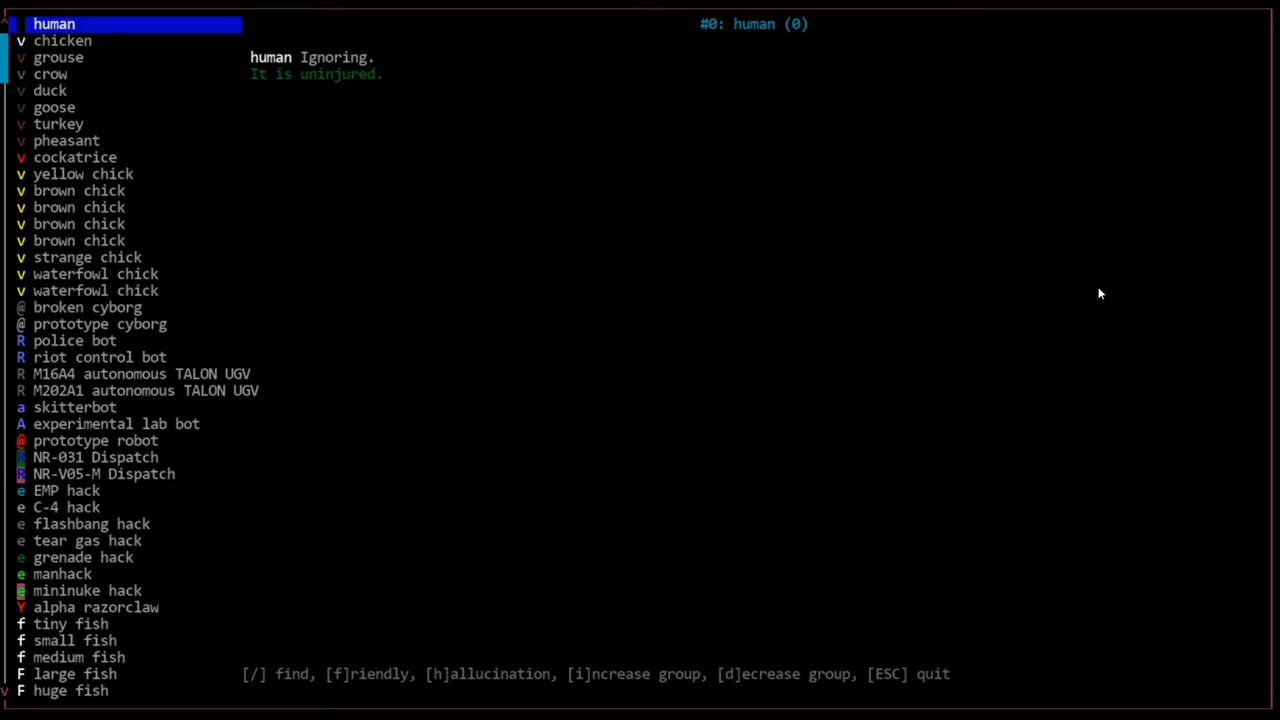 human
#0: human (0)
v chicken
v grouse
human Ignoring.
v crow
It is uninjured.
v duck
v goose
v turkey
v pheasant
v cockatrice
v yellow chick
v brown chick
v brown chick
v brown chick
v brown chick
v strange chick
v waterfowl chick
v waterfowl chick
@ broken cyborg
@ prototype cyborg
R police bot
R riot control bot
R M16A4 autonomous TALON UGV
R M202A1 autonomous TALON UGV
a skitterbot
A experimental lab bot
@ prototype robot
R NR-031 Dispatch
R NR-V05-M Dispatch
e EMP hack
e C-4 hack
e flashbang hack
e tear gas hack
e grenade hack
e manhack
e mininuke hack
Y alpha razorclaw
f tiny fish
f small fish
f medium fish
F large fish
[/] find, [f]riendly, [h]allucination, [i]ncrease group, [d]ecrease group, [ESC] quit
v F huge fish